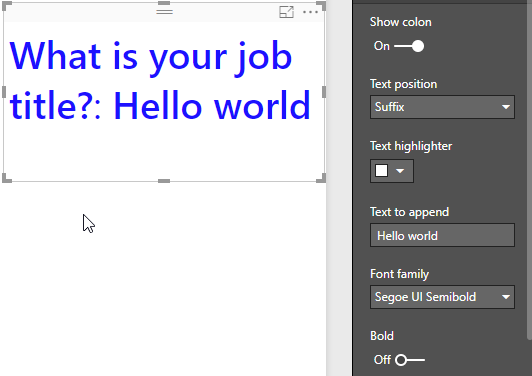 What is your job
title?: Hello world
Show colon
On
Text position
Suffix
Text highlighter
Text to append
Hello world
Font family
Segoe UI Semibold
Bold
Off